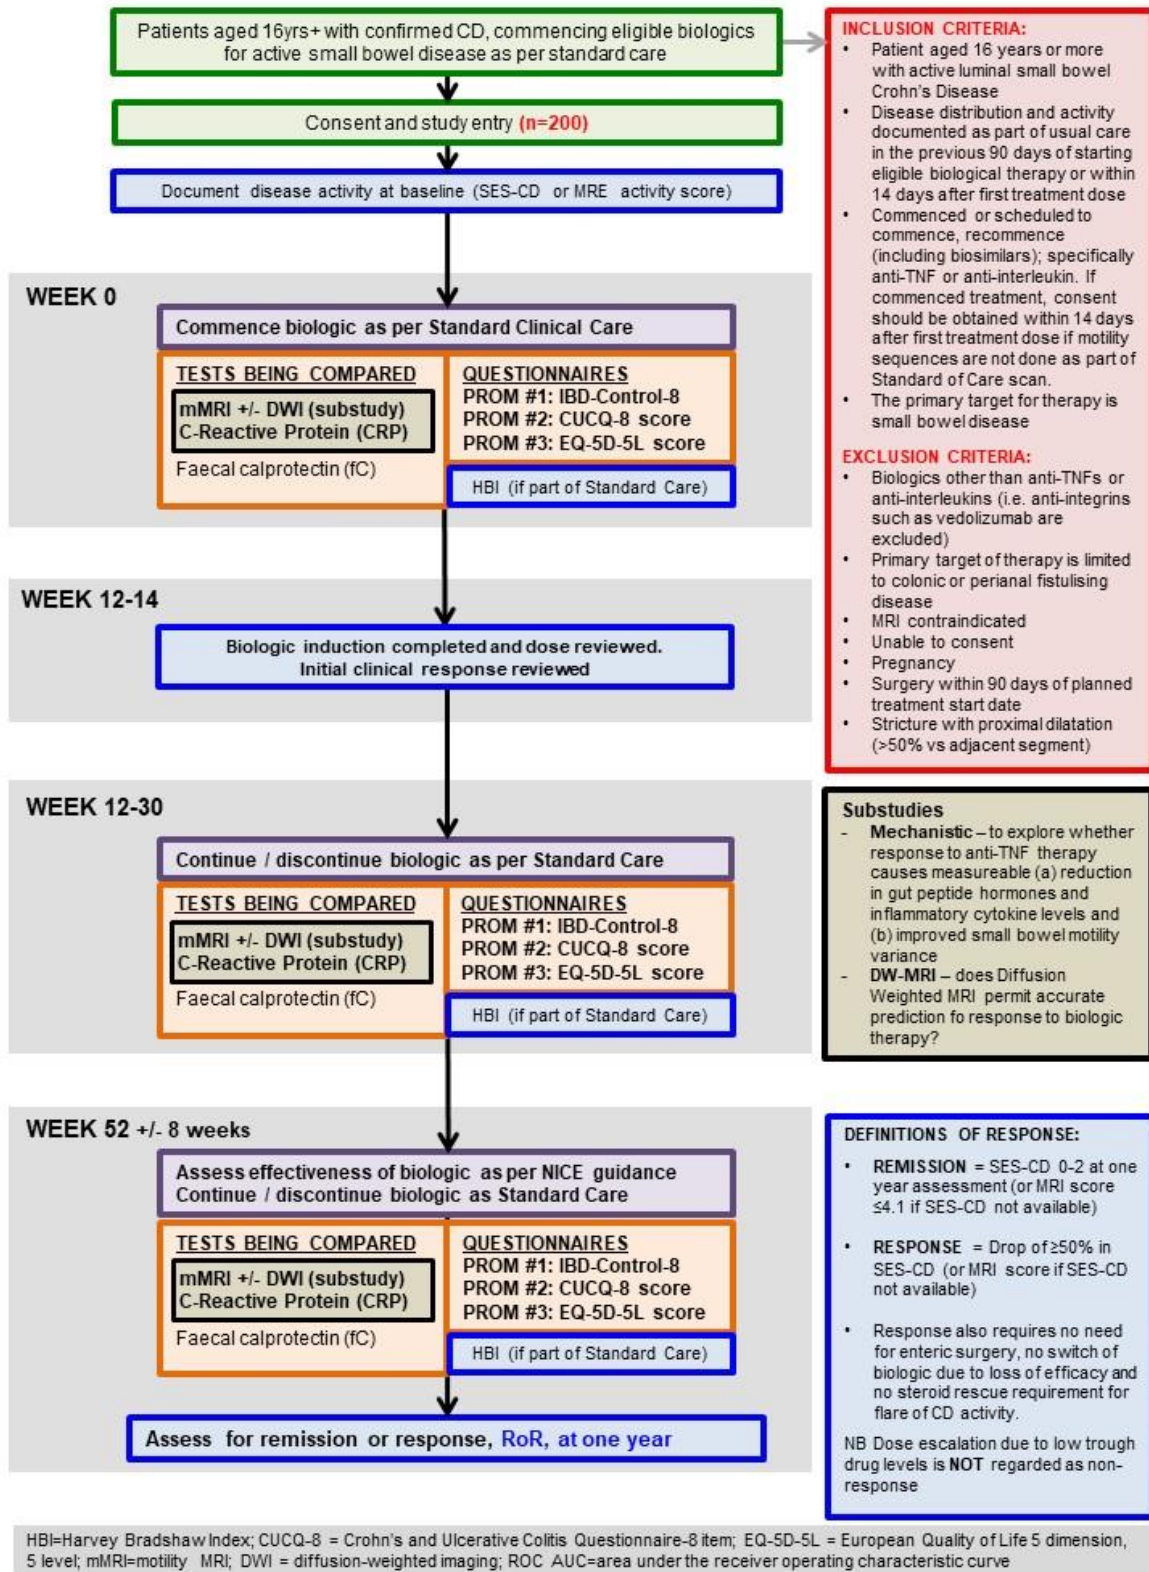 Patients aged 16yrs+ with confirmed CD, commencing eligible biologics
for active small bowel disease as per standard care
Consent and study entry (n=200)
Document disease activity at baseline (SES-CD or MRE activity score)
WEEK 0
Commence biologic as per Standard Clinical Care
TESTS BEING COMPARED
mMRI +/- DWI (substudy)
C-Reactive Protein (CRP)
Faecal calprotectin (fC)
QUESTIONNAIRES
PROM #1: IBD-Control-8
PROM #2: CUCQ-8 score
PROM #3: EQ-5D-5L score
HBI (if part of Standard Care)
WEEK 12-14
Biologic induction completed and dose reviewed.
Initial clinical response reviewed
WEEK 12-30
Continue / discontinue biologic as per Standard Care
TESTS BEING COMPARED
mMRI +/- DWI (substudy)
C-Reactive Protein (CRP)
Faecal calprotectin (fC)
QUESTIONNAIRES
PROM #1: IBD-Control-8
PROM #2: CUCQ-8 score
PROM #3: EQ-5D-5L score
HBI (if part of Standard Care)
WEEK 52 +/- 8 weeks
Assess effectiveness of biologic as per NICE guidance
Continue / discontinue biologic as Standard Care
TESTS BEING COMPARED
mMRI +/- DWI (substudy)
C-Reactive Protein (CRP)
Faecal calprotectin (fC)
QUESTIONNAIRES
PROM #1: IBD-Control-8
PROM #2: CUCQ-8 score
PROM #3: EQ-5D-5L score
HBI (if part of Standard Care)
Assess for remission or response, RoR, at one year
INCLUSION CRITERIA:
• Patient aged 16 years or more
with active luminal small bowel
Crohn's Disease
• Disease distribution and activity
documented as part of usual care
in the previous 90 days of starting
eligible biological therapy or within
14 days after first treatment dose
• Commenced or scheduled to
commence, recommence
(including biosimilars); specifically
anti-TNF or anti-interleukin. If
commenced treatment, consent
should be obtained within 14 days
after first treatment dose if motility
sequences are not done as part of
Standard of Care scan.
• The primary target for therapy is
small bowel disease
EXCLUSION CRITERIA:
• Biologics other than anti-TNFs or
anti-interleukins (i.e. anti-integrins
such as vedolizumab are
excluded)
• Primary target of therapy is limited
to colonic or perianal fistulising
disease
• MRI contraindicated
• Unable to consent
• Pregnancy
• Surgery within 90 days of planned
treatment start date
• Stricture with proximal dilatation
(>50% vs adjacent segment)
Substudies
- Mechanistic – to explore whether
response to anti-TNF therapy
causes measureable (a) reduction
in gut peptide hormones and
inflammatory cytokine levels and
(b) improved small bowel motility
variance
- DW-MRI – does Diffusion
Weighted MRI permit accurate
prediction fo response to biologic
therapy?
DEFINITIONS OF RESPONSE:
• REMISSION = SES-CD 0-2 at one
year assessment (or MRI score
≤4.1 if SES-CD not available)
• RESPONSE = Drop of ≥50% in
SES-CD (or MRI score if SES-CD
not available)
• Response also requires no need
for enteric surgery, no switch of
biologic due to loss of efficacy and
no steroid rescue requirement for
flare of CD activity.
NB Dose escalation due to low trough
drug levels is NOT regarded as non-
response
HBI=Harvey Bradshaw Index; CUCQ-8 = Crohn's and Ulcerative Colitis Questionnaire-8 item; EQ-5D-5L = European Quality of Life 5 dimension,
5 level; mMRI=motility MRI; DWI = diffusion-weighted imaging; ROC AUC=area under the receiver operating characteristic curve